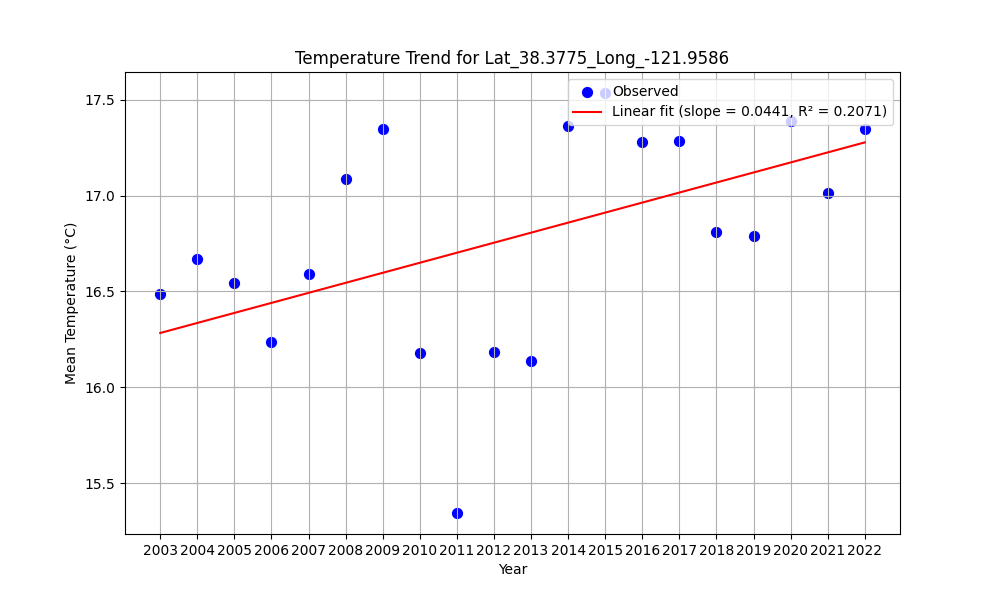 Temperature Trend for Lat_38.3775_Long_-121.9586
Observed
Linear fit (slope = 0.0441, R² = 0.2071)
Mean Temperature (°C)
17.5
17.0
16.5
16.0
15.5
2003 2004 2005 2006 2007 2008 2009 2010 2011 2012 2013 2014 2015 2016 2017 2018 2019 2020 2021 2022
Year